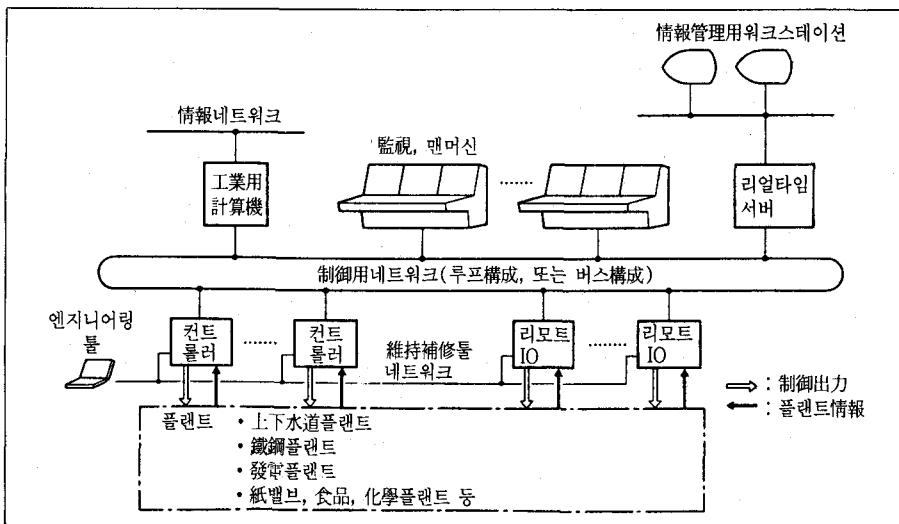 情報管理用워크스테이션
情報네트워크
監視, 맨머신
工業用
計算機
리얼타임
서버
制御用네트워크(루프構成, 또는 버스構成)
엔지니어링
툴
컨트
롤러
컨트
롤러
維持補修툴
네트워크
리모트
IO
리모트
IO
: 制御出力
: 플랜트情報
플랜트
• 上下水道플랜트
• 鐵鋼플랜트
• 發電플랜트
• 紙밸브, 食品, 化學플랜트 등